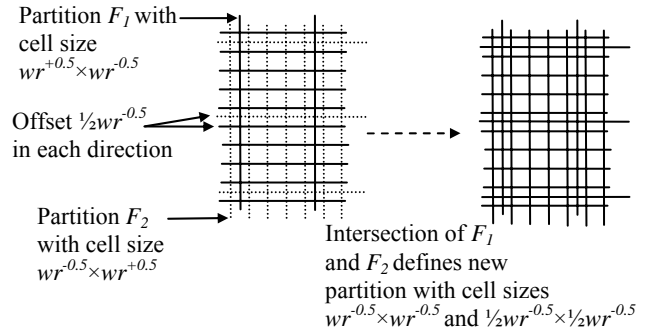 Partition F₁ with
cell size
wr⁺⁰·⁵×wr⁻⁰·⁵
Offset ½wr⁻⁰·⁵
in each direction
Partition F₂
with cell size
wr⁻⁰·⁵×wr⁺⁰·⁵
Intersection of F₁
and F₂ defines new
partition with cell sizes
wr⁻⁰·⁵×wr⁻⁰·⁵ and ½wr⁻⁰·⁵×½wr⁻⁰·⁵